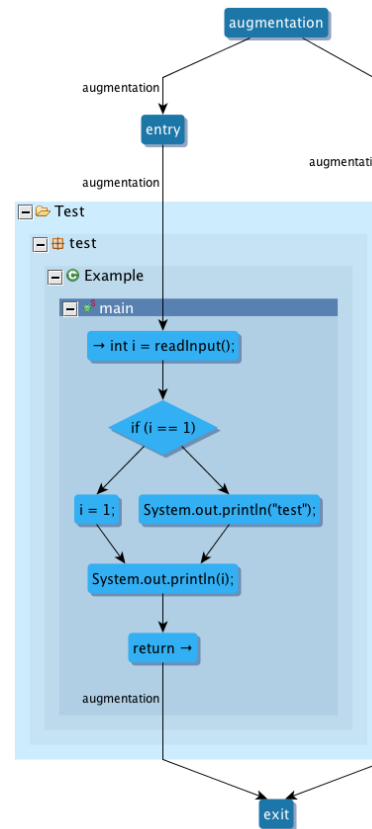 augmentation
augmentation
entry
augmentati
augmentation
Test
test
Example
main
→ int i = readInput();
if (i == 1)
i = 1;
System.out.println("test");
System.out.println(i);
return →
augmentation
exit